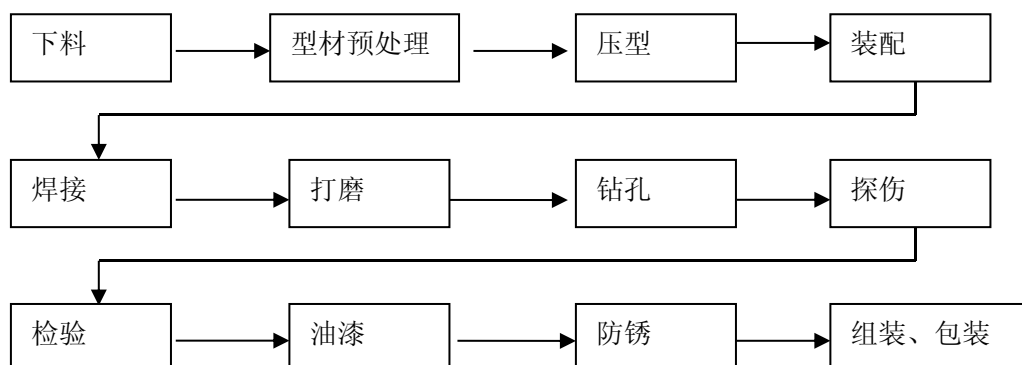 下料
型材预处理
压型
装配
焊接
打磨
钻孔
探伤
检验
油漆
防锈
组装、包装